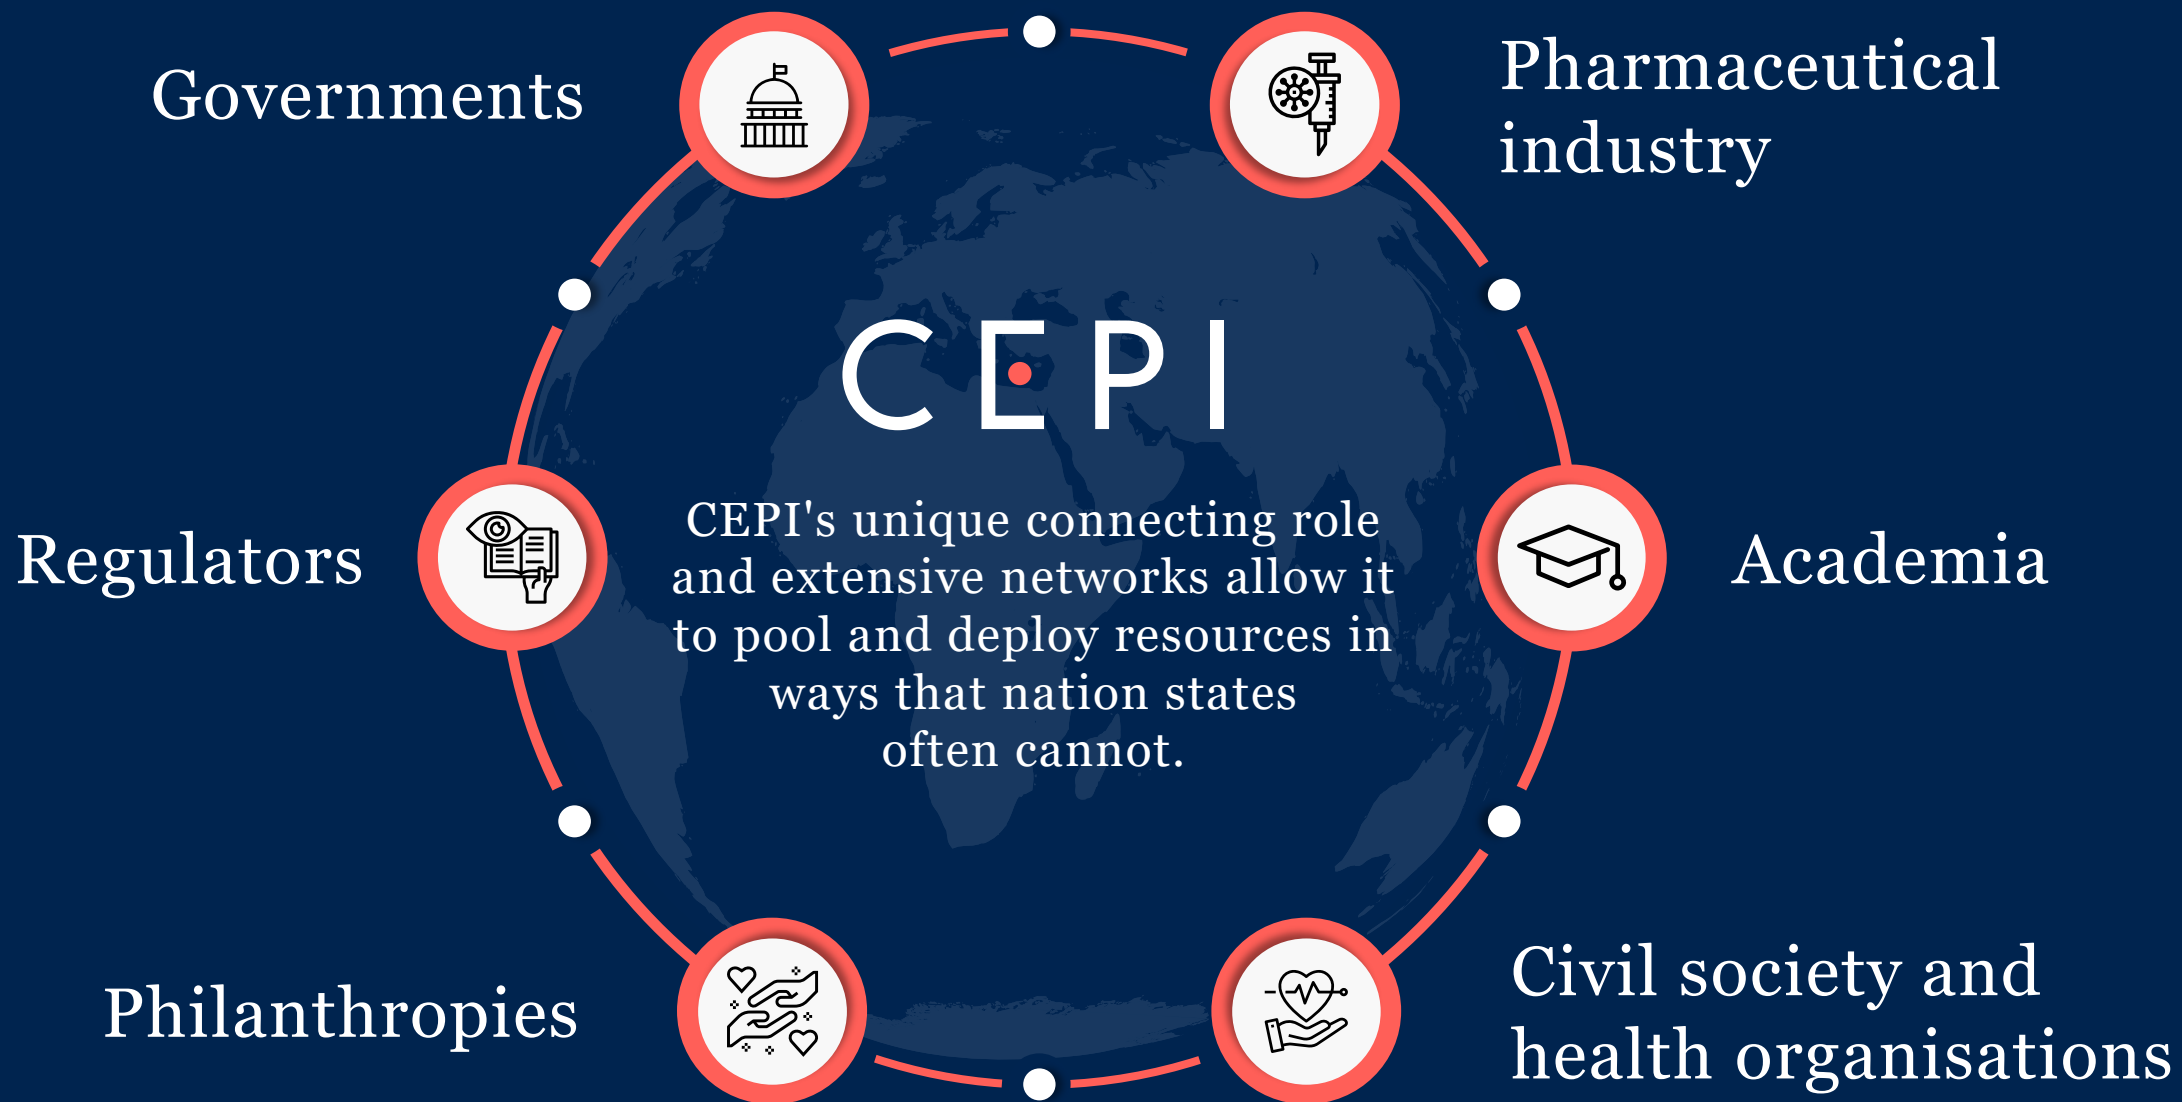 Governments
Pharmaceutical
industry
CEPI
CEPI's unique connecting role
and extensive networks allow it
to pool and deploy resources in
ways that nation states
often cannot.
Regulators
Academia
Philanthropies
Civil society and
health organisations